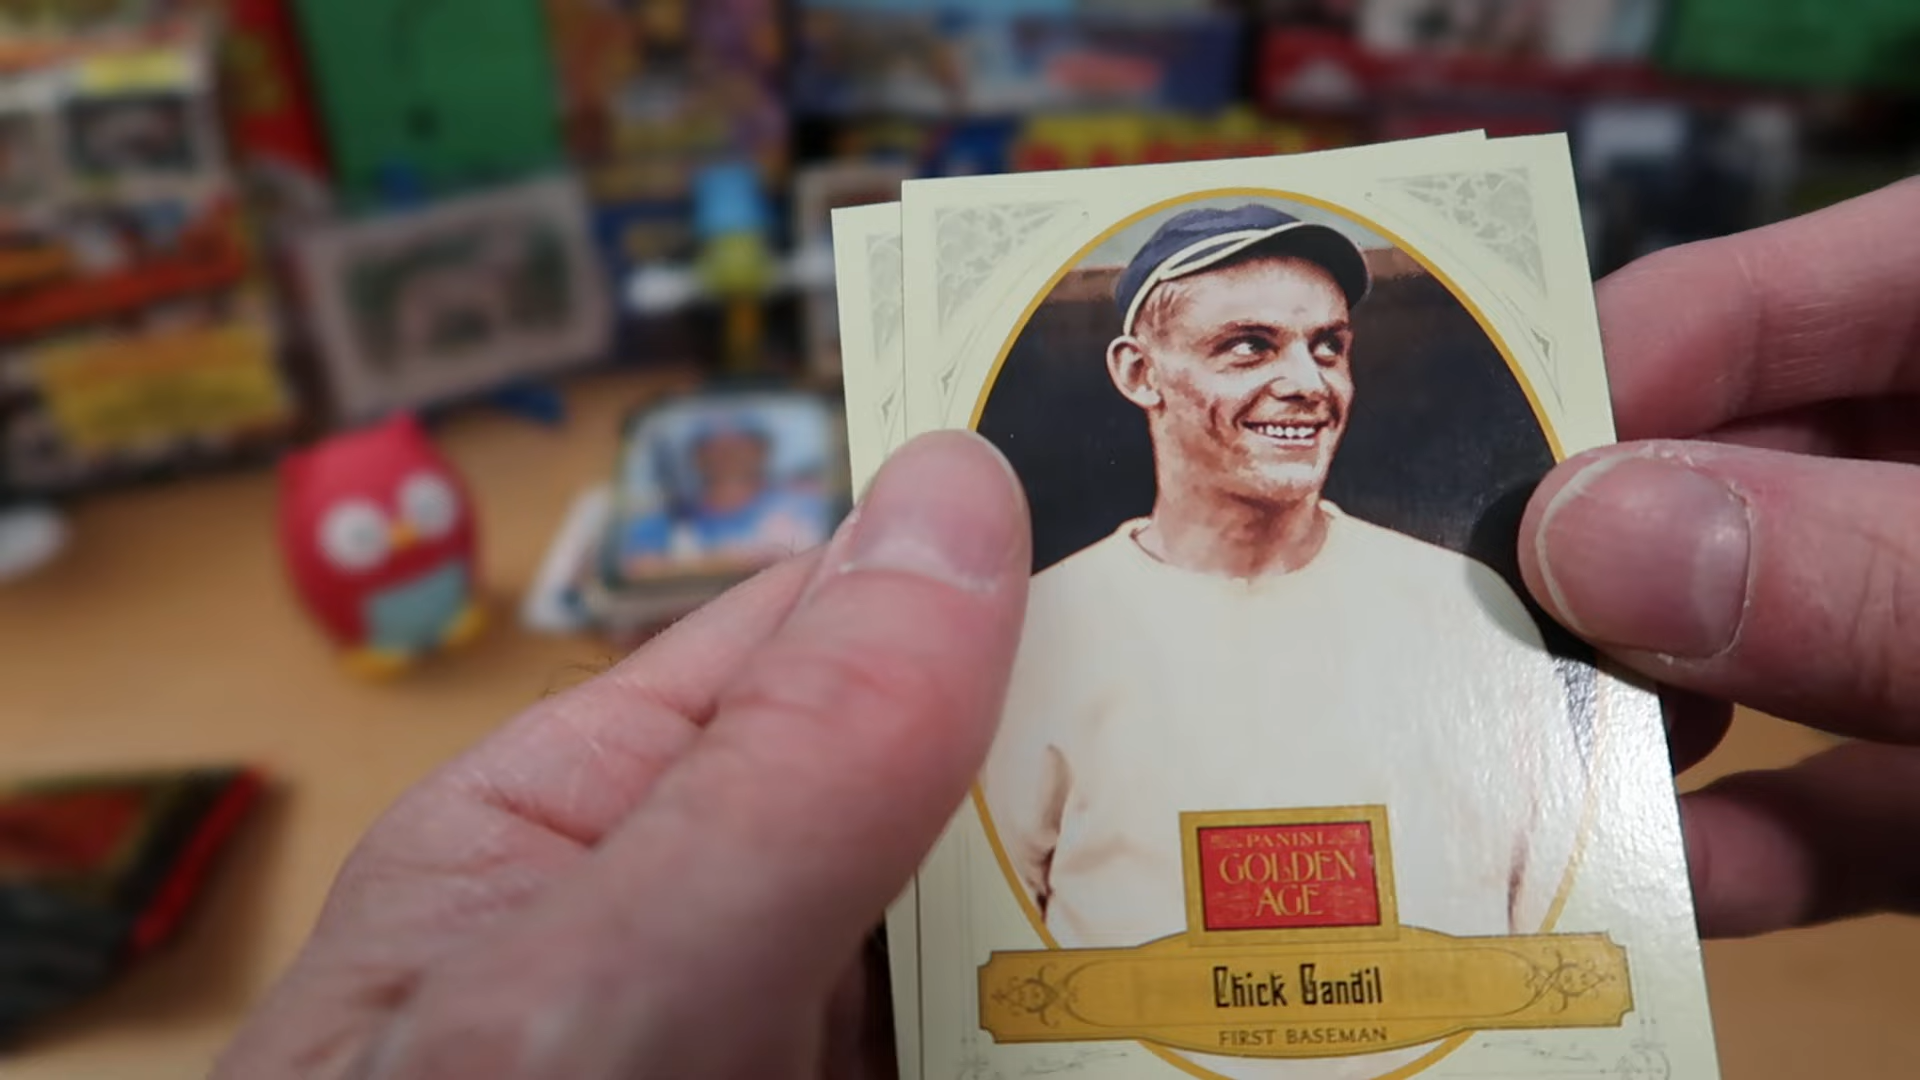 PANINI
GOLDEN
AGE
Chick Gandil
FIRST BASEMAN